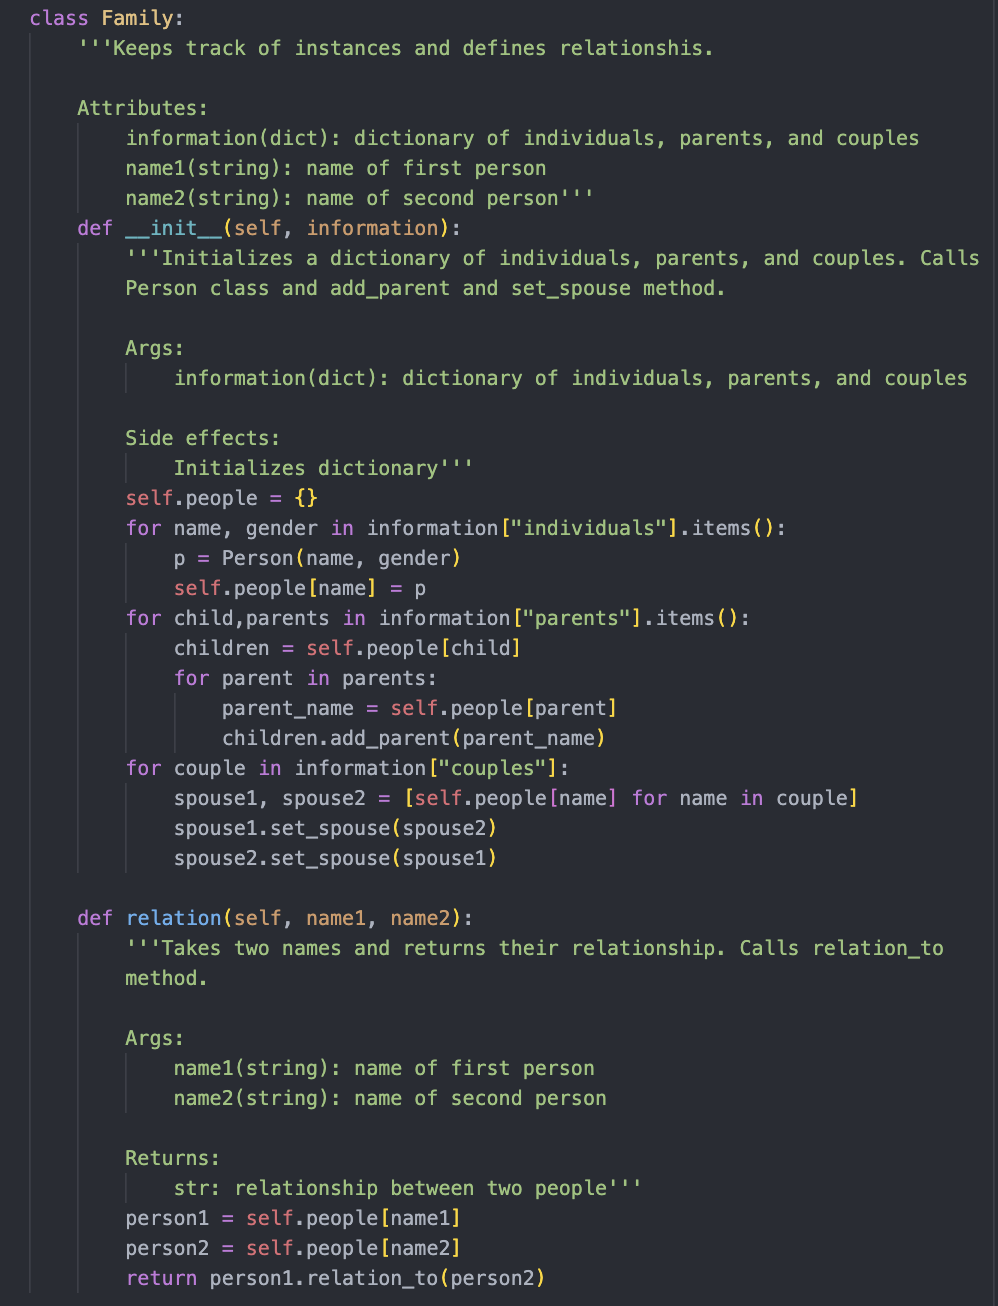 class Family:
    '''Keeps track of instances and defines relationshis.

    Attributes:
        information(dict): dictionary of individuals, parents, and couples
        name1(string): name of first person
        name2(string): name of second person'''
    def __init__(self, information):
        '''Initializes a dictionary of individuals, parents, and couples. Calls
        Person class and add_parent and set_spouse method.

        Args:
            information(dict): dictionary of individuals, parents, and couples

        Side effects:
            Initializes dictionary'''
        self.people = {}
        for name, gender in information["individuals"].items():
            p = Person(name, gender)
            self.people[name] = p
        for child,parents in information["parents"].items():
            children = self.people[child]
            for parent in parents:
                parent_name = self.people[parent]
                children.add_parent(parent_name)
        for couple in information["couples"]:
            spouse1, spouse2 = [self.people[name] for name in couple]
            spouse1.set_spouse(spouse2)
            spouse2.set_spouse(spouse1)

    def relation(self, name1, name2):
        '''Takes two names and returns their relationship. Calls relation_to
        method.

        Args:
            name1(string): name of first person
            name2(string): name of second person

        Returns:
            str: relationship between two people'''
        person1 = self.people[name1]
        person2 = self.people[name2]
        return person1.relation_to(person2)